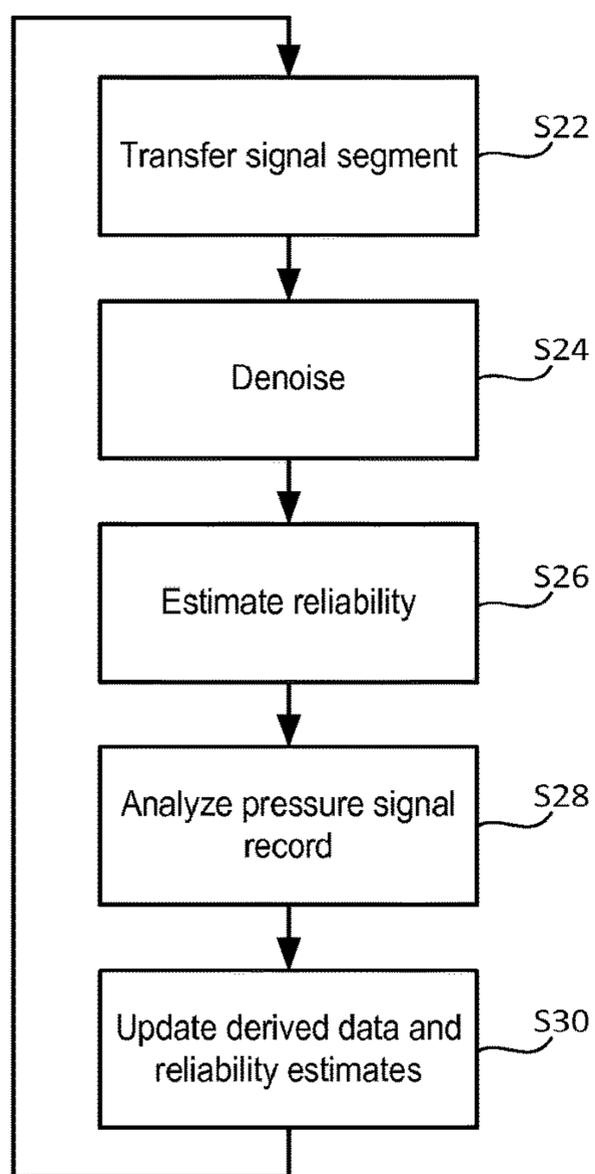 Transfer signal segment
S22
Denoise
S24
Estimate reliability
S26
Analyze pressure signal
record
S28
Update derived data and
reliability estimates
S30